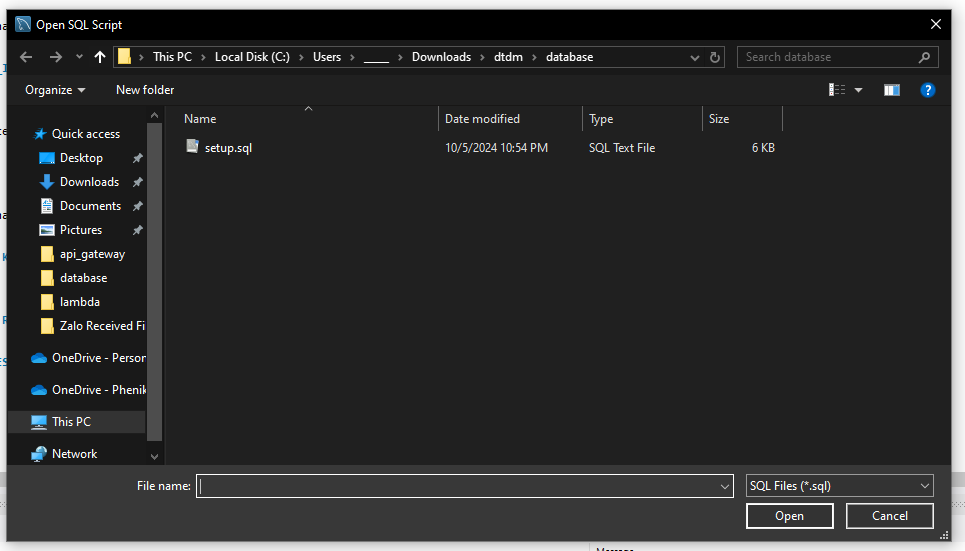 Open SQL Script
This PC > Local Disk (C:) > Users > _____ > Downloads > dtdm > database
Search database
Organize
New folder
Name
Date modified
Type
Size
setup.sql
10/5/2024 10:54 PM
SQL Text File
6 KB
Quick access
Desktop
Downloads
Documents
Pictures
api_gateway
database
lambda
Zalo Received Fi
OneDrive - Person
OneDrive - Phenik
This PC
Network
File name:
SQL Files (*.sql)
Open
Cancel